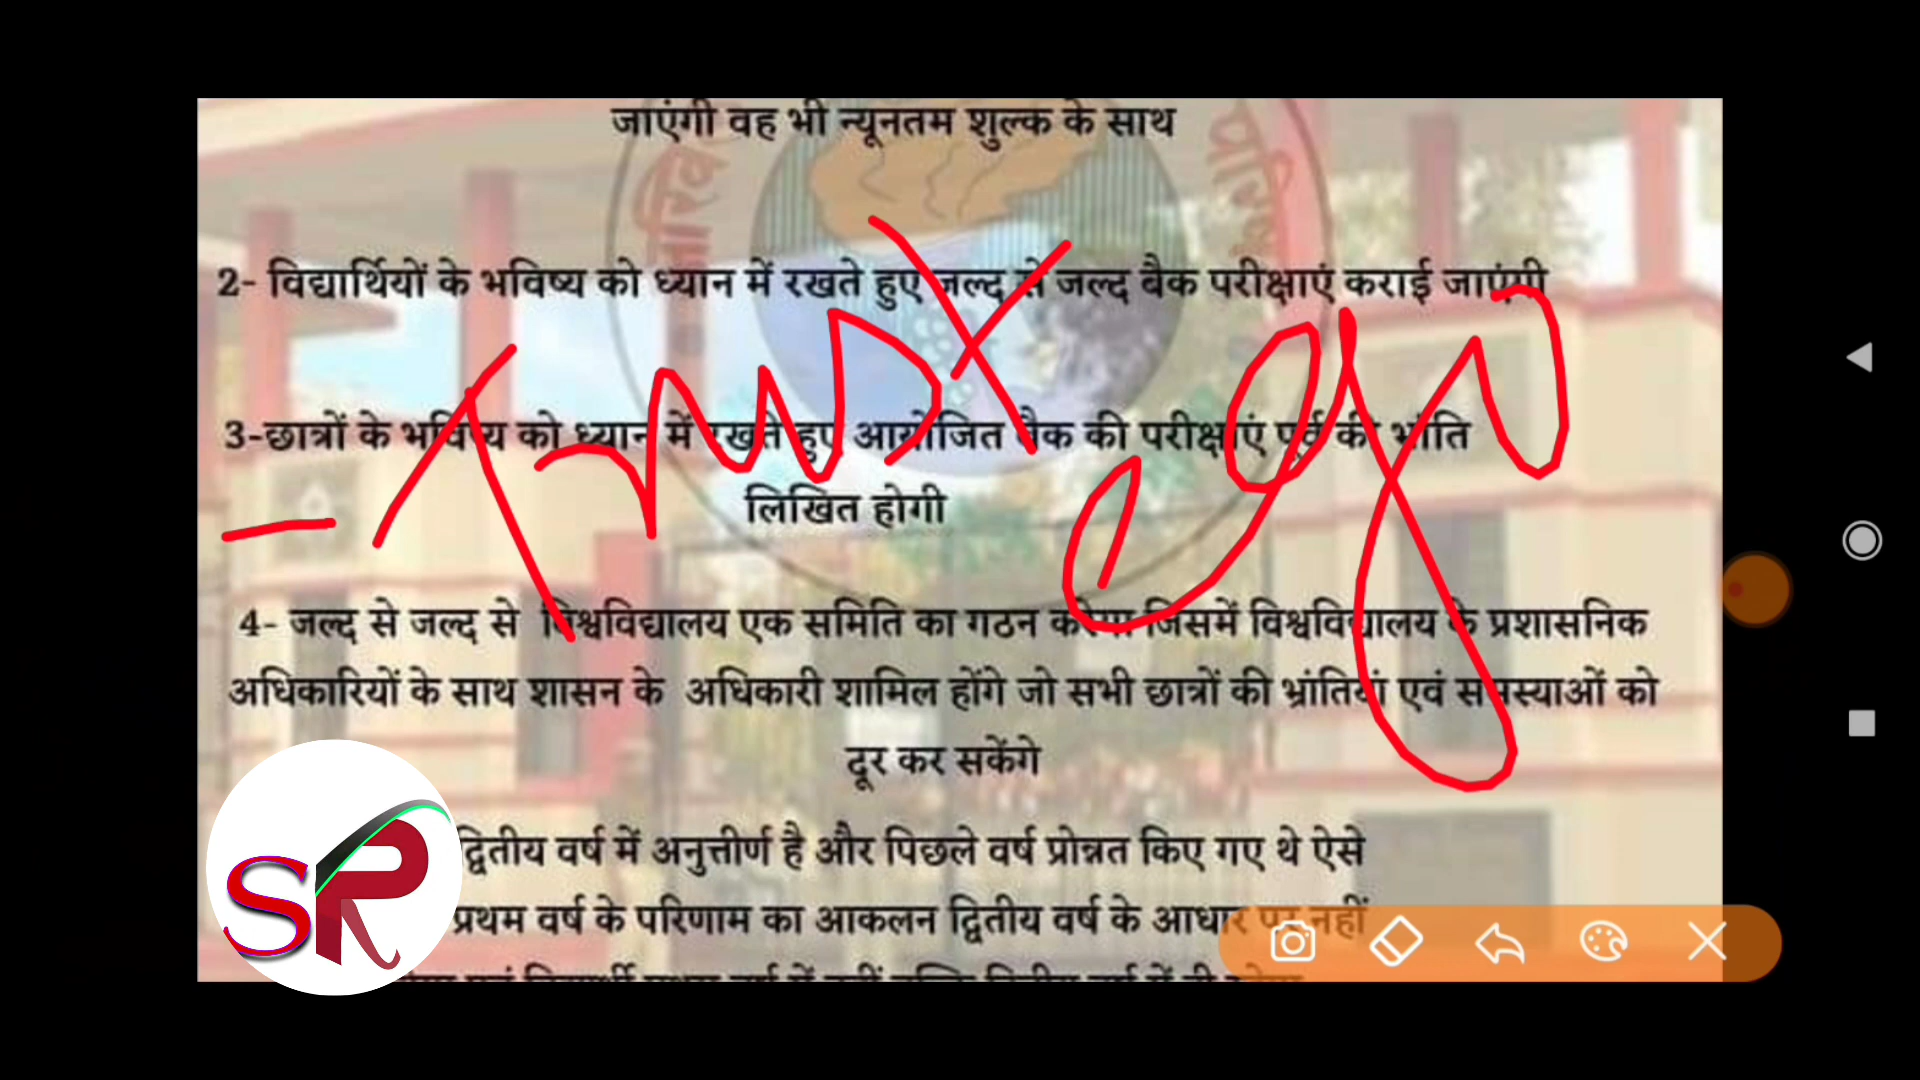 जाएंगी वह भी न्यूनतम शुल्क के साथ
2- विद्यार्थियों के भविष्य को ध्यान में रखते हुए जल्द से जल्द बैक परीक्षाएं कराई जाएंगी
3-छात्रों के भविष्य को ध्यान में रखते हुए आयोजित बैक की परीक्षाएं पूर्व की भांति
लिखित होगी
4- जल्द से जल्द से विश्वविद्यालय एक समिति का गठन करेगा जिसमें विश्वविद्यालय के प्रशासनिक
अधिकारियों के साथ शासन के अधिकारी शामिल होंगे जो सभी छात्रों की भ्रांतियां एवं समस्याओं को
दूर कर सकेंगे
द्वितीय वर्ष में अनुत्तीर्ण है और पिछले वर्ष प्रोन्नत किए गए थे ऐसे
प्रथम वर्ष के परिणाम का आकलन द्वितीय वर्ष के आधार पर नहीं
SR